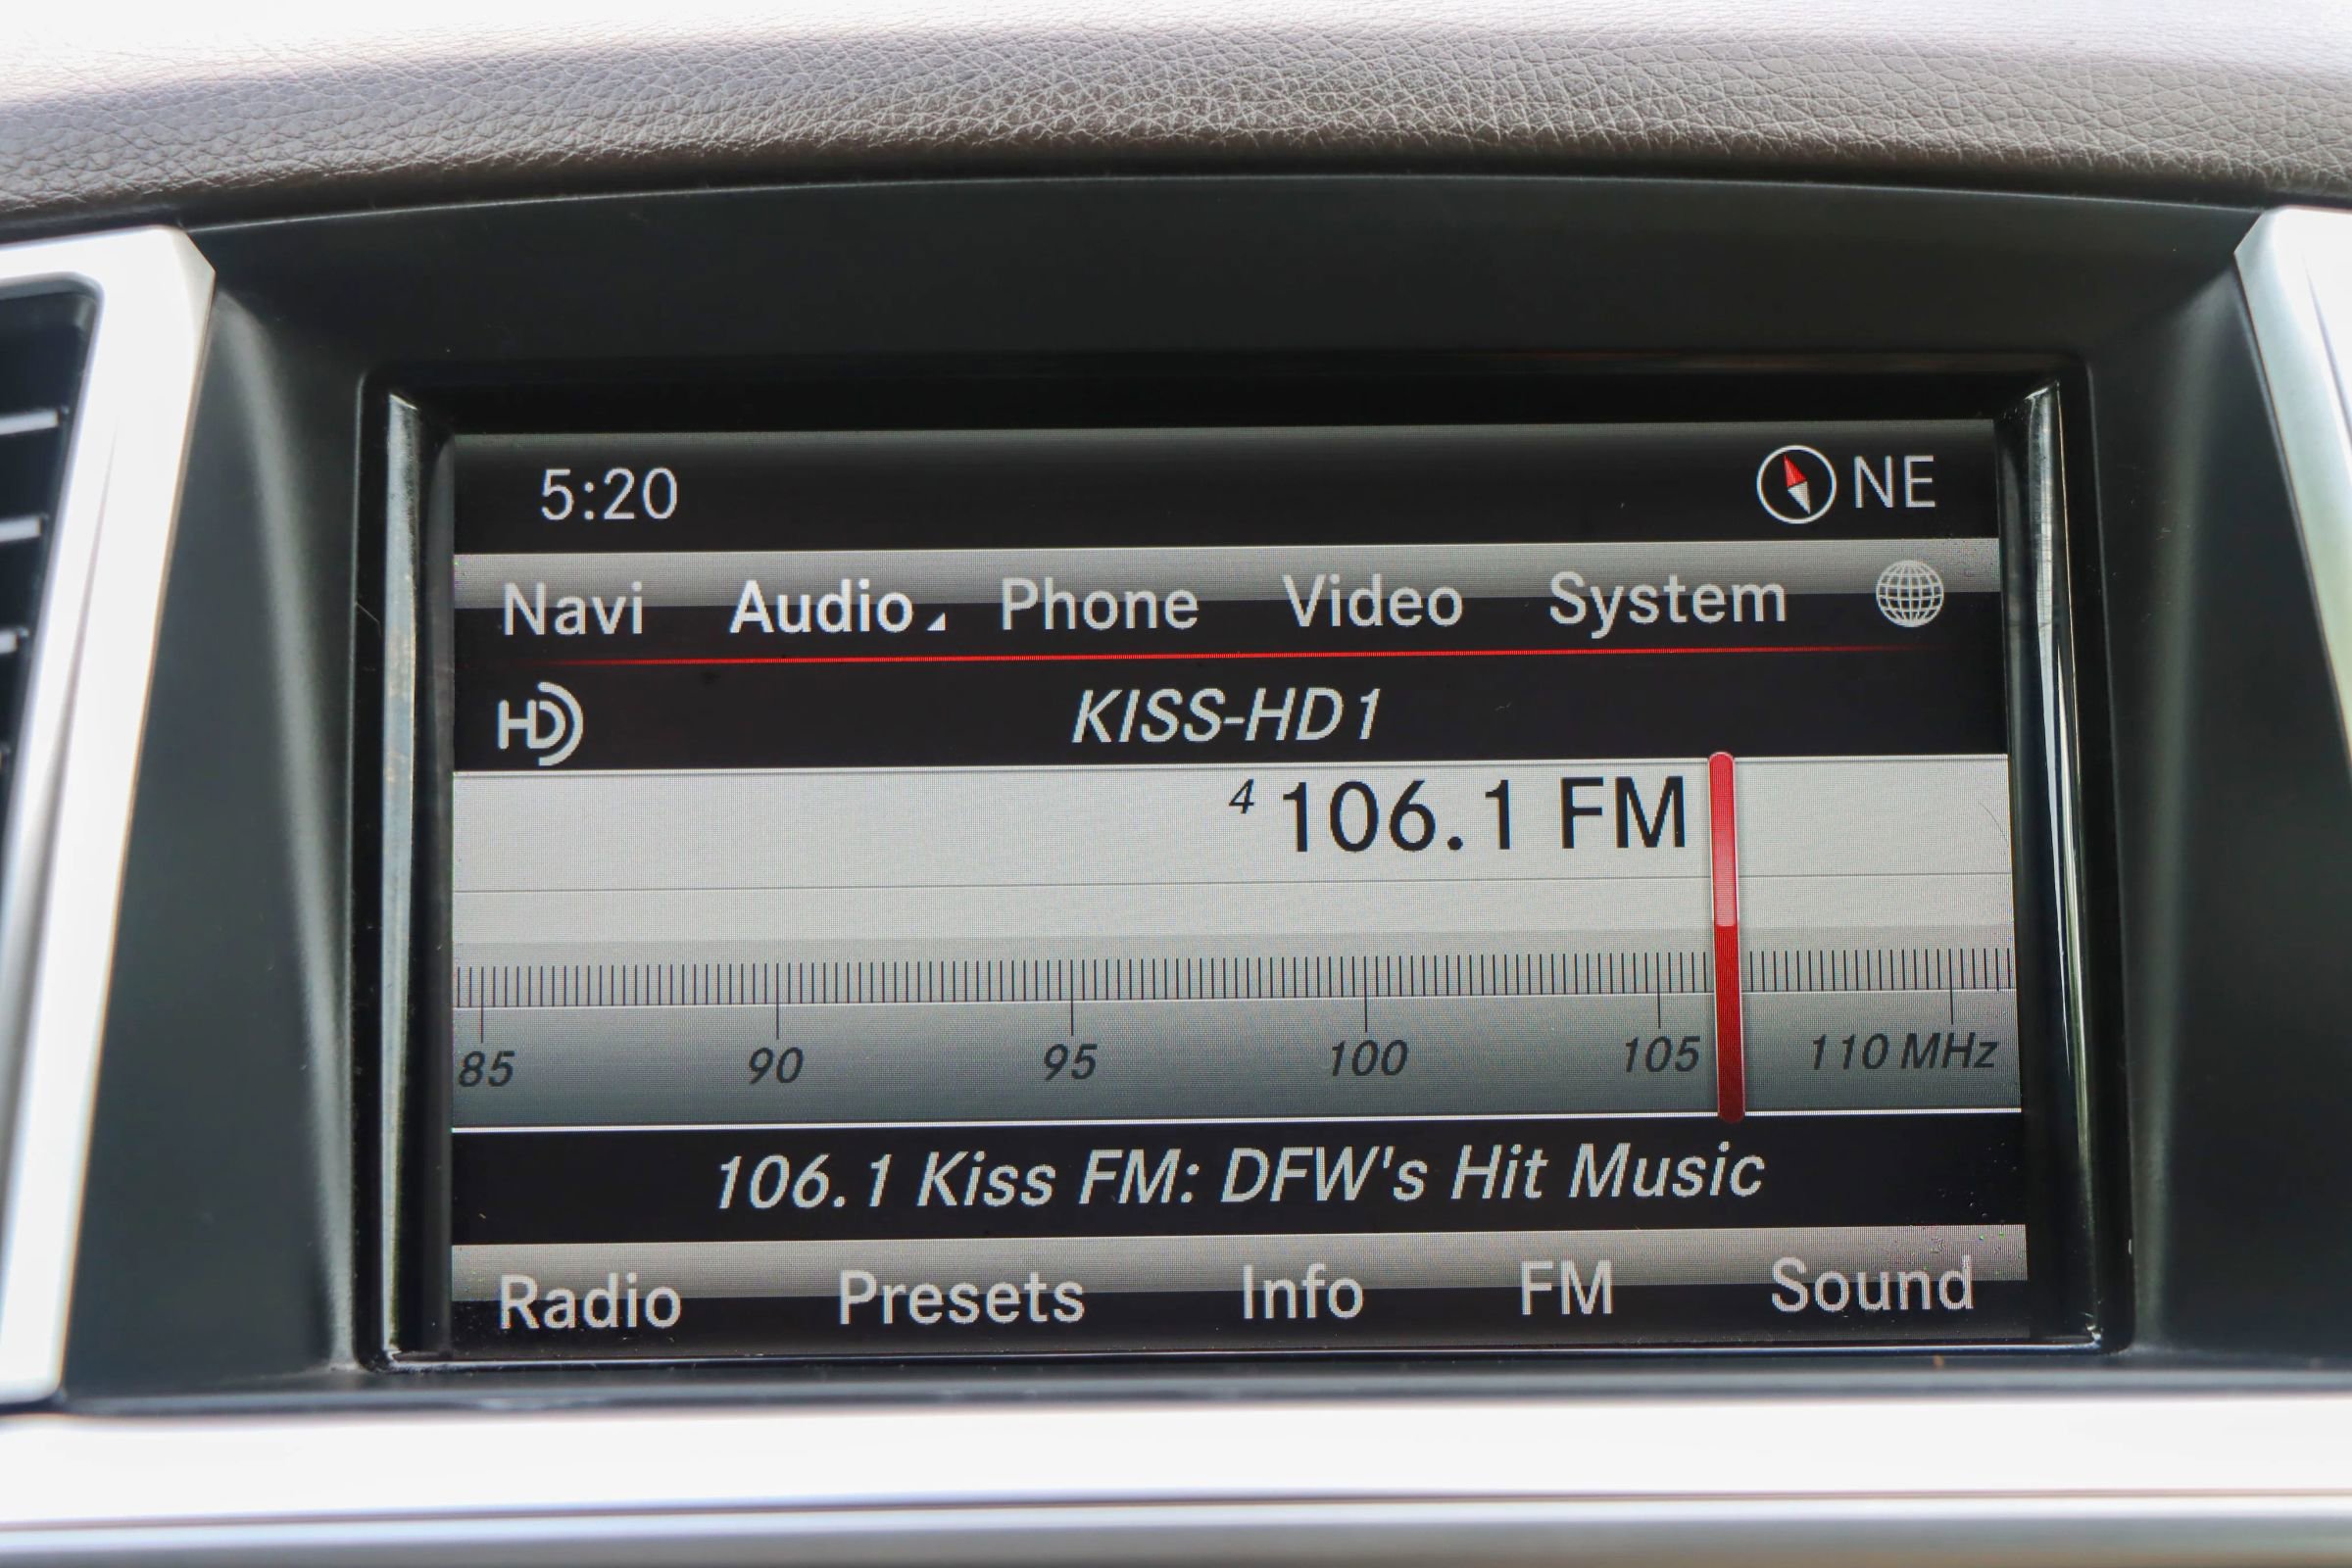 5:20 NE
Navi Audio Phone Video System
HD KISS-HD1
4 106.1 FM
85 90 95 100 105 110 MHz
106.1 Kiss FM: DFW's Hit Music
Radio Presets Info FM Sound